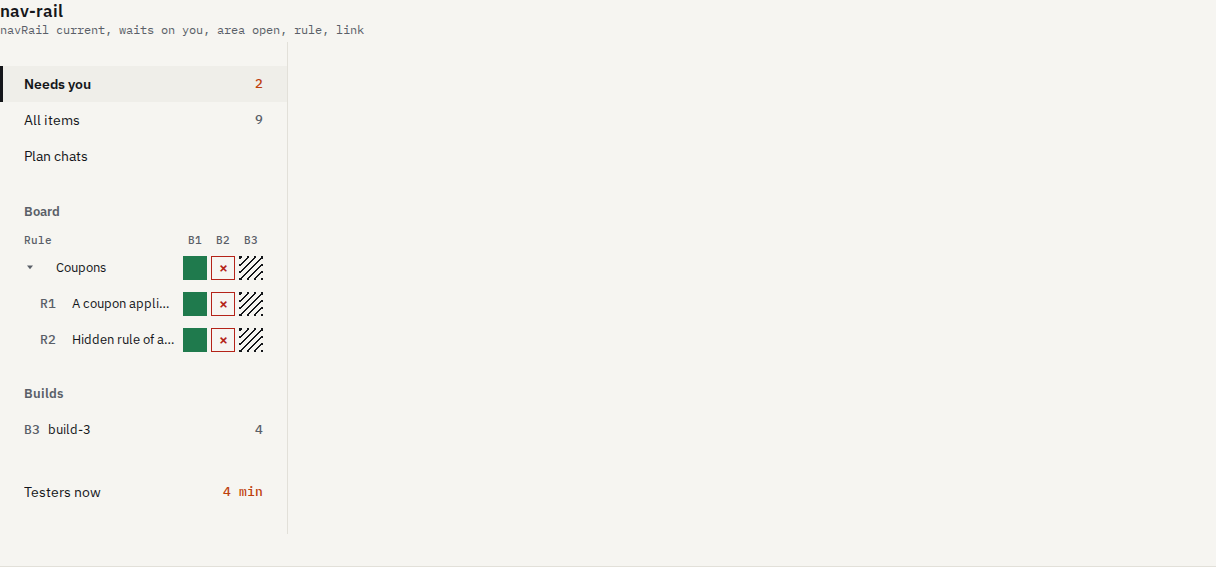 nav-rail
navRail current, waits on you, area open, rule, link
Needs you 2
All items 9
Plan chats
Board
Rule B1 B2 B3
Coupons ×
R1 A coupon appli... ×
R2 Hidden rule of a... ×
Builds
B3 build-3 4
Testers now 4 min